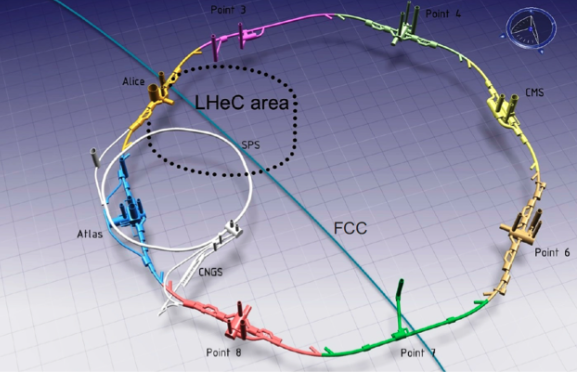 Point 3
Point 4
Alice
LHeC area
CMS
SPS
Atlas
FCC
CNGS
Point 6
Point 8
Point 7